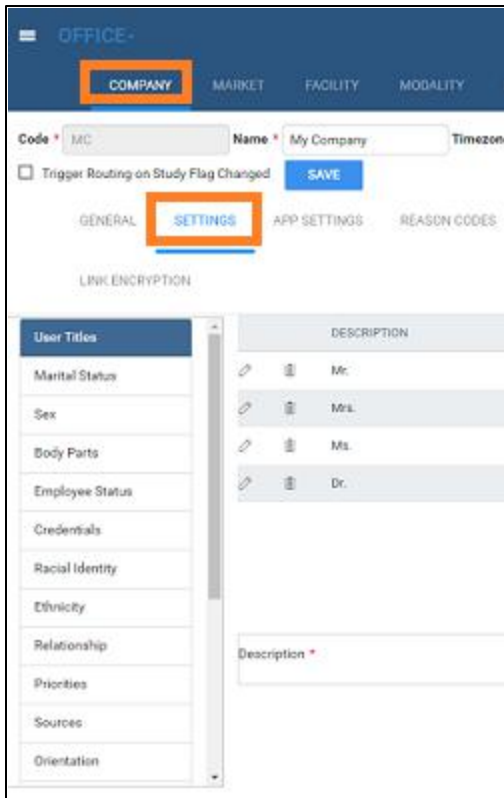 OFFICE
COMPANY MARKET FACILITY MODALITY
Code * MC Name * My Company Timezon
Trigger Routing on Study Flag Changed SAVE
GENERAL SETTINGS APP SETTINGS REASON CODES
LINK ENCRYPTION
User Titles
Marital Status
Sex
Body Parts
Employee Status
Credentials
Racial Identity
Ethnicity
Relationship
Priorities
Sources
Orientation
DESCRIPTION
Mr.
Mrs.
Ms.
Dr.
Description *